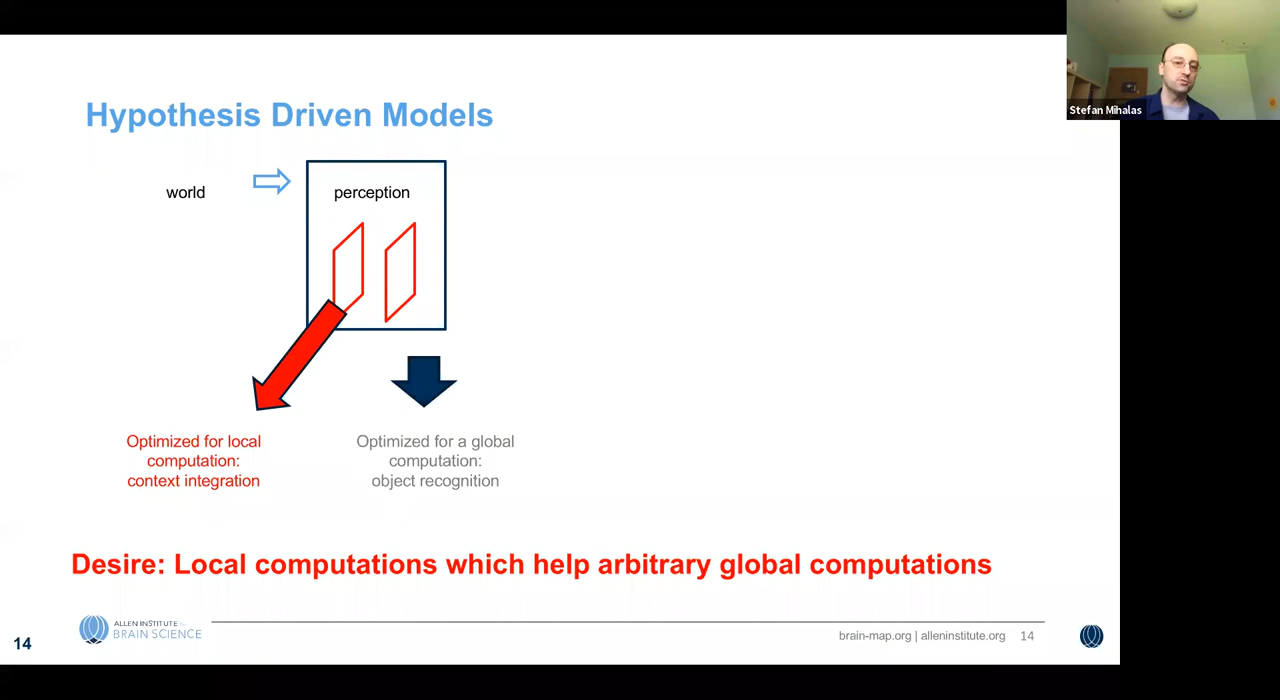 Stefan Mihalas
Hypothesis Driven Models
world
perception
Optimized for local
computation:
context integration
Optimized for a global
computation:
object recognition
Desire: Local computations which help arbitrary global computations
ALLEN INSTITUTE for
BRAIN SCIENCE
brain-map.org | alleninstitute.org 14
14